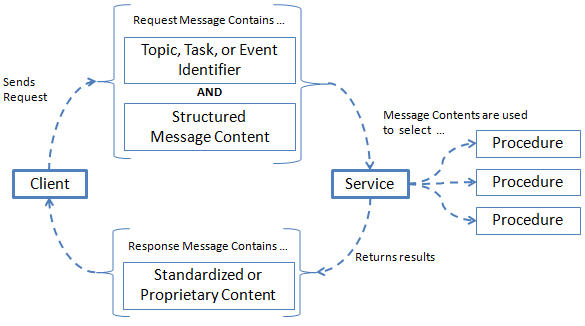 Request Message Contains ...
Topic, Task, or Event
Identifier
AND
Structured
Message Content
Sends
Request
Message Contents are used
to select ...
Procedure
Procedure
Procedure
Client
Service
Response Message Contains ...
Standardized or
Proprietary Content
Returns results